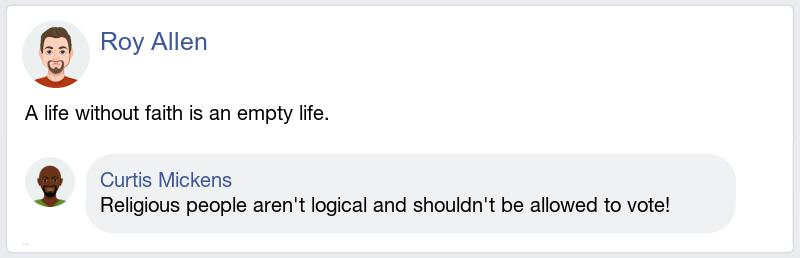 Roy Allen
A life without faith is an empty life.
Curtis Mickens
Religious people aren't logical and shouldn't be allowed to vote!